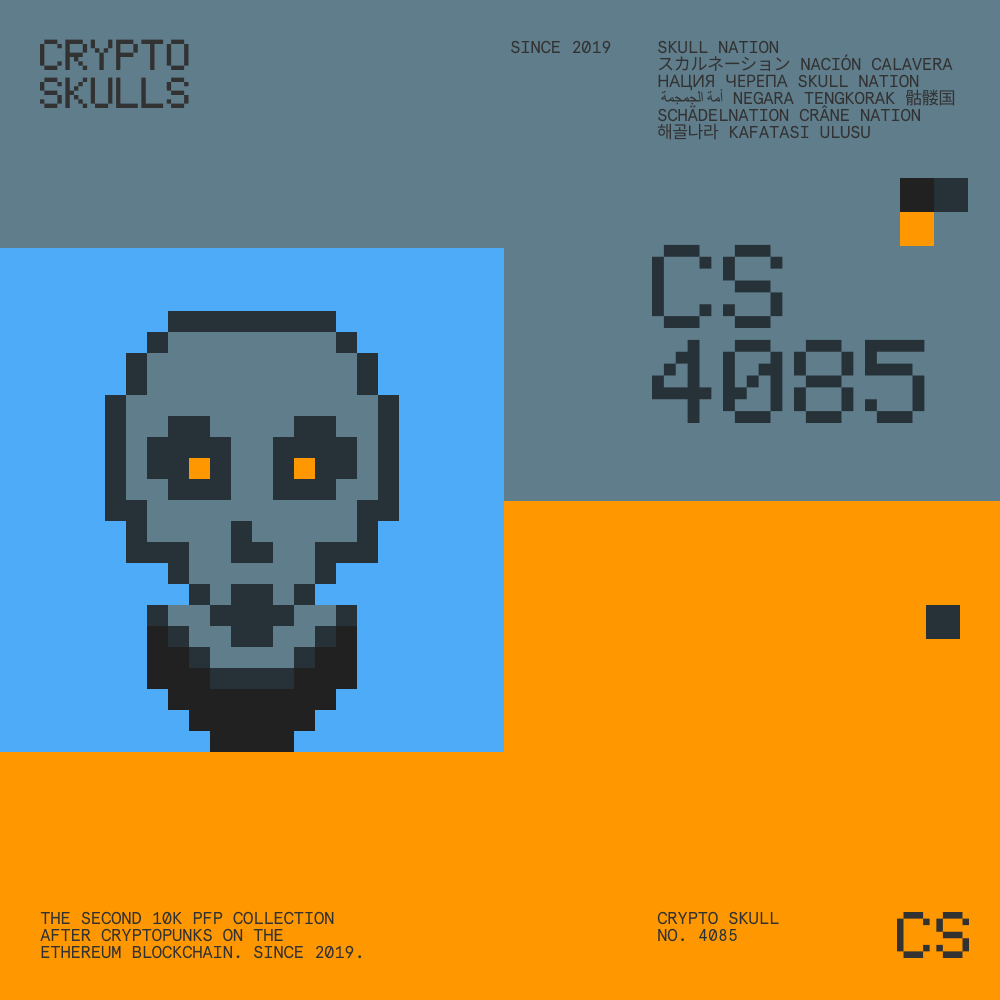 CRYPTO
SKULLS
SINCE 2019
SKULL NATION
スカルネーション NACIÓN CALAVERA
НАЦИЯ ЧЕРЕПА SKULL NATION
أمة الجمجمة NEGARA TENGKORAK 骷髅国
SCHÄDELNATION CRÂNE NATION
해골나라 KAFATASI ULUSU
CS
4085
THE SECOND 10K PFP COLLECTION
AFTER CRYPTOPUNKS ON THE
ETHEREUM BLOCKCHAIN. SINCE 2019.
CRYPTO SKULL
NO. 4085
CS